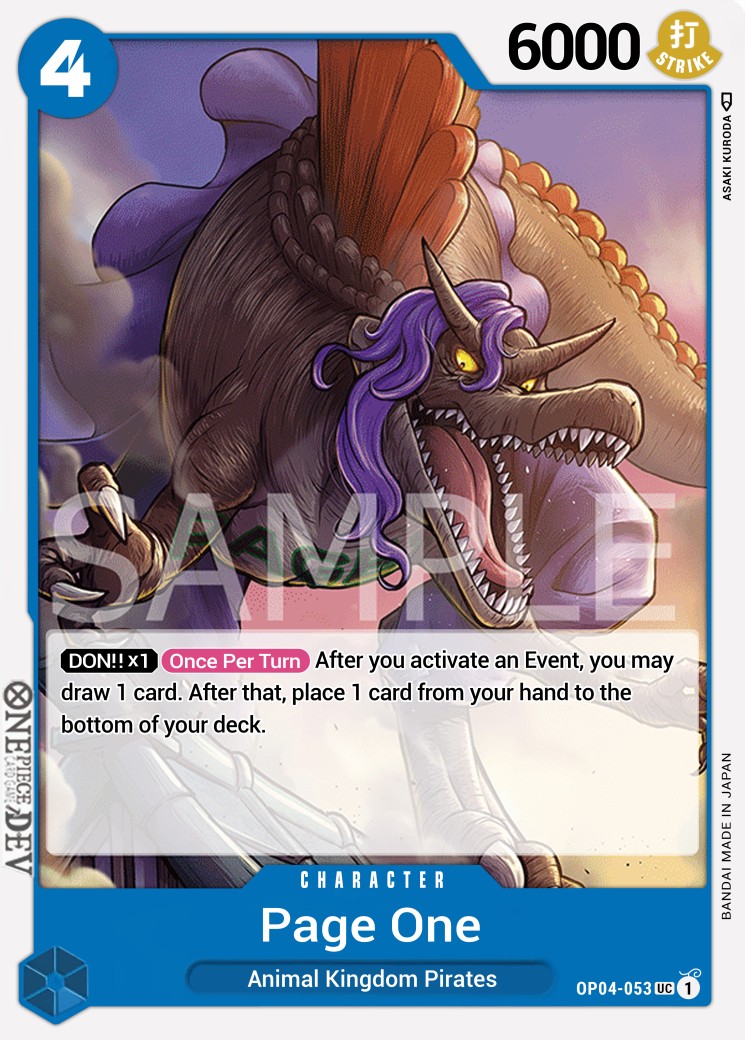 4
6000
打
STRIKE
ASAKI KURODA
SAMPLE
DON!! ×1 Once Per Turn After you activate an Event, you may
draw 1 card. After that, place 1 card from your hand to the
bottom of your deck.
ONE PIECE
CARD GAME
DEV
BANDAI MADE IN JAPAN
CHARACTER
Page One
Animal Kingdom Pirates
OP04-053 UC 1